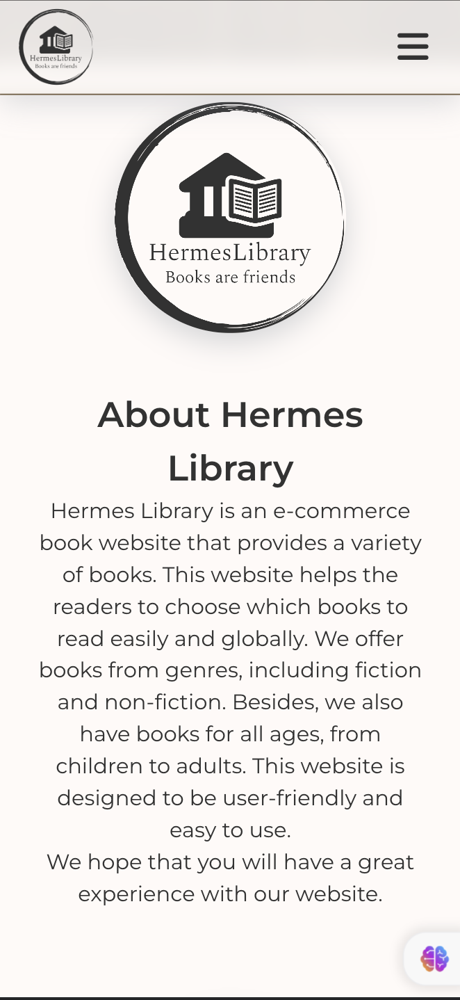 HermesLibrary
Books are friends
HermesLibrary
Books are friends
About Hermes
Library
Hermes Library is an e-commerce
book website that provides a variety
of books. This website helps the
readers to choose which books to
read easily and globally. We offer
books from genres, including fiction
and non-fiction. Besides, we also
have books for all ages, from
children to adults. This website is
designed to be user-friendly and
easy to use.
We hope that you will have a great
experience with our website.